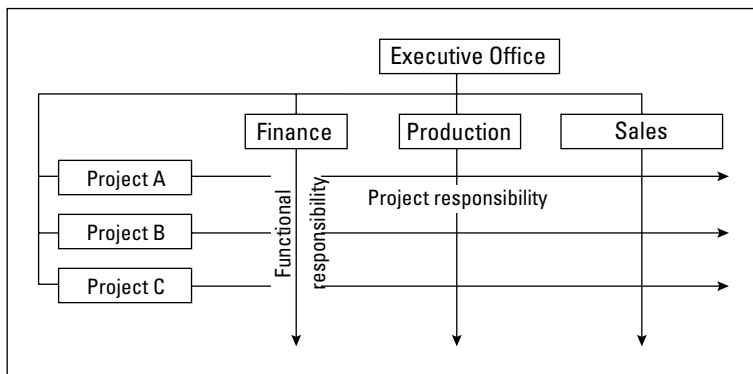 Executive Office
Finance
Production
Sales
Project A
Project B
Project C
Functional
responsibility
Project responsibility